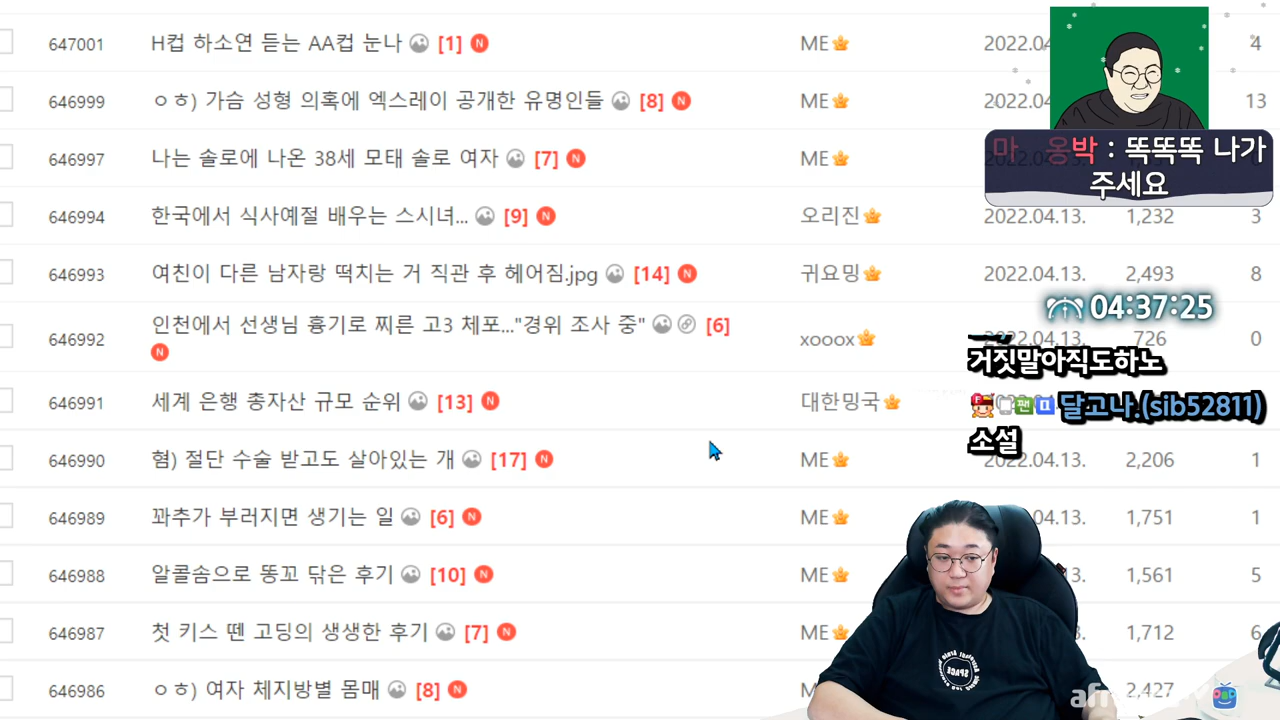 647001 H컵 하소연 듣는 AA컵 눈나 [1] N ME 2022.04 4
646999 ㅇㅎ) 가슴 성형 의혹에 엑스레이 공개한 유명인들 [8] N ME 2022.04 13
마 옹박 : 똑똑똑 나가
주세요
646997 나는 솔로에 나온 38세 모태 솔로 여자 [7] N ME
646994 한국에서 식사예절 배우는 스시녀... [9] N 오리진 2022.04.13. 1,232 3
646993 여친이 다른 남자랑 떡치는 거 직관 후 헤어짐.jpg [14] N 귀요밍 2022.04.13. 2,493 8
04:37:25
646992 인천에서 선생님 흉기로 찌른 고3 체포..."경위 조사 중" [6] N xooox 2022.04.13. 726 0
거짓말아직도하노
646991 세계 은행 총자산 규모 순위 [13] N 대한밍국
F 팬 달고나.(sib52811)
소설
646990 혐) 절단 수술 받고도 살아있는 개 [17] N ME 2022.04.13. 2,206 1
646989 꽈추가 부러지면 생기는 일 [6] N ME 04.13. 1,751 1
646988 알콜솜으로 똥꼬 닦은 후기 [10] N ME 13. 1,561 5
646987 첫 키스 뗀 고딩의 생생한 후기 [7] N ME 1,712 6
SPACE
646986 ㅇㅎ) 여자 체지방별 몸매 [8] N 2,427